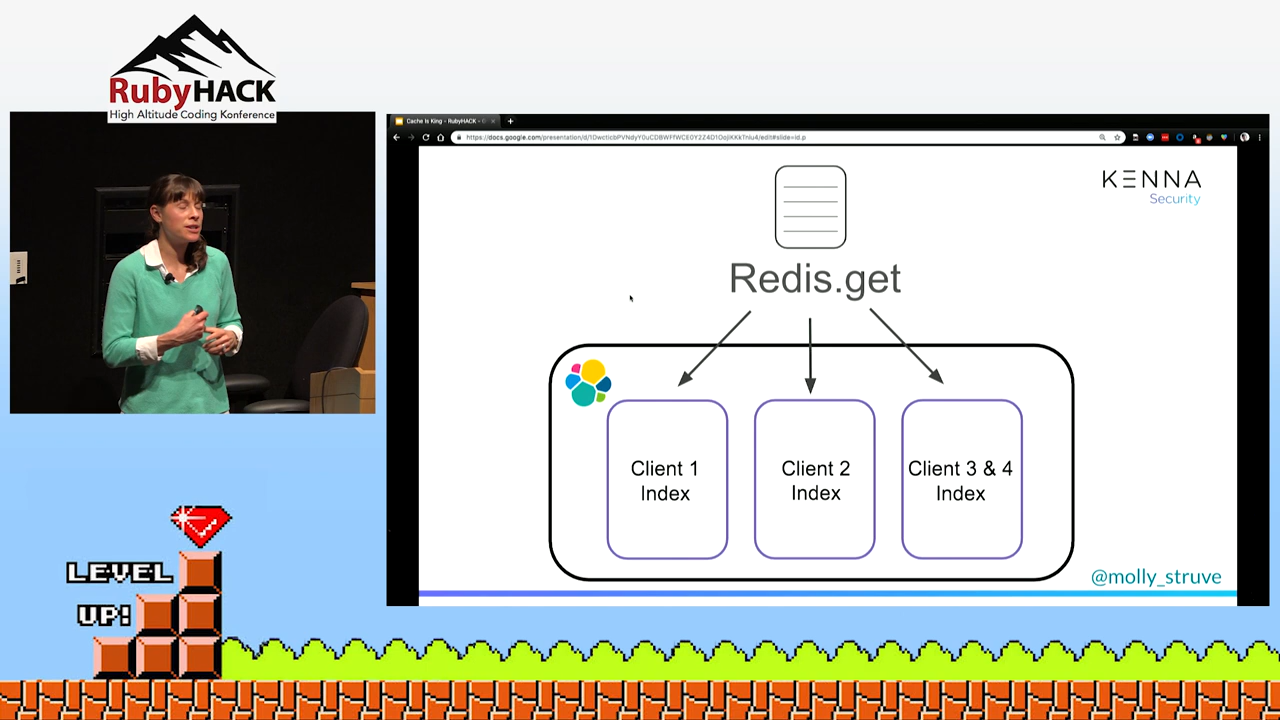 RubyHACK
High Altitude Coding Konference
Cache Is King - RubyHACK - G
KENNA
Security
Redis.get
Client 1
Index
Client 2
Index
Client 3 & 4
Index
@molly_struve
LEVEL
UP!